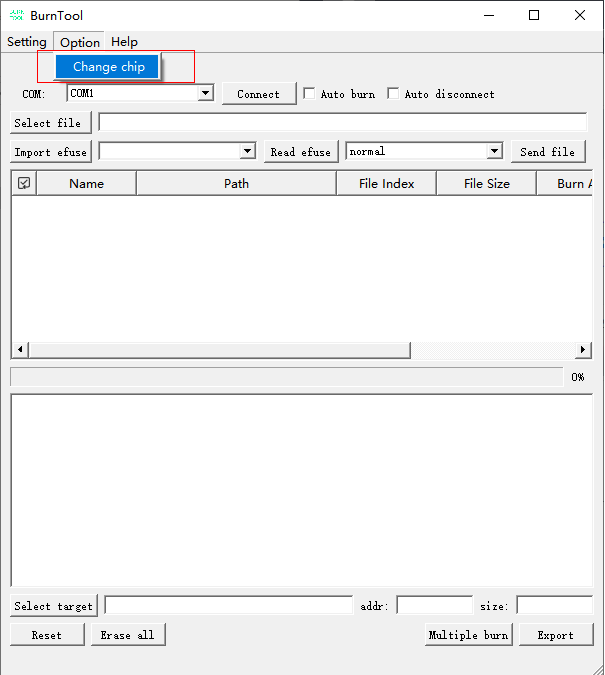 BURN TOOL BurnTool
Setting Option Help
Change chip
COM: COM1 Connect Auto burn Auto disconnect
Select file
Import efuse Read efuse normal Send file
Name Path File Index File Size Burn A
0%
Select target addr: size:
Reset Erase all Multiple burn Export